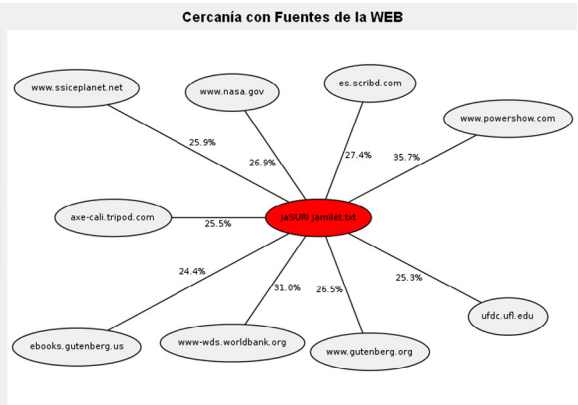 Cercanía con Fuentes de la WEB
www.ssiceplanet.net
www.nasa.gov
es.scribd.com
www.powershow.com
25.9%
26.9%
27.4%
35.7%
axe-cali.tripod.com
25.5%
JaSURI.Jamilet.txt
24.4%
31.0%
26.5%
25.3%
ebooks.gutenberg.us
www-wds.worldbank.org
www.gutenberg.org
ufdc.ufl.edu